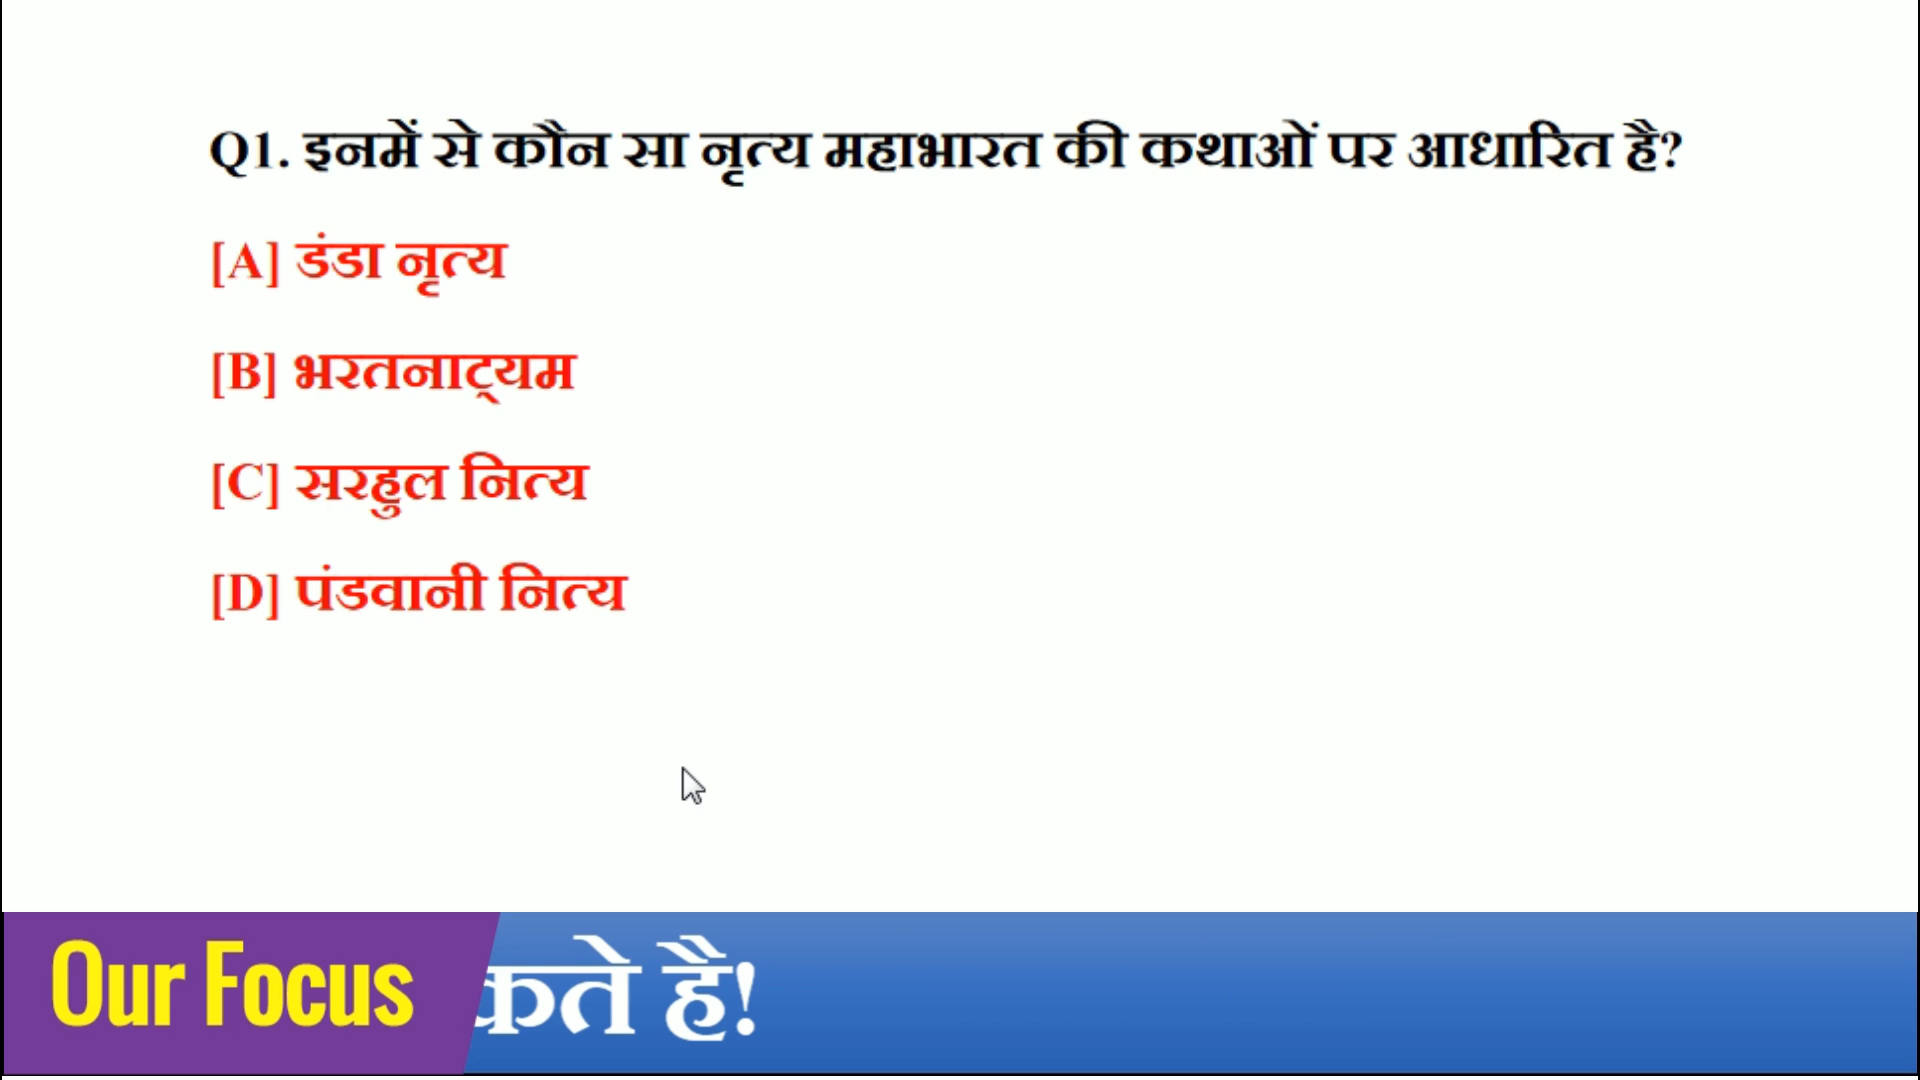 Q1. इनमें से कौन सा नृत्य महाभारत की कथाओं पर आधारित है?
[A] डंडा नृत्य
[B] भरतनाट्यम
[C] सरहुल नित्य
[D] पंडवानी नित्य
Our Focus कते है!